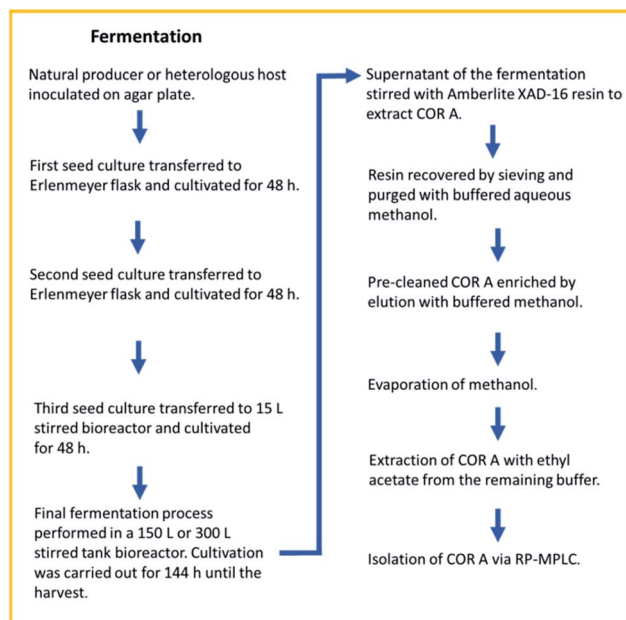 Fermentation
Natural producer or heterologous host
inoculated on agar plate.
First seed culture transferred to
Erlenmeyer flask and cultivated for 48 h.
Second seed culture transferred to
Erlenmeyer flask and cultivated for 48 h.
Third seed culture transferred to 15 L
stirred bioreactor and cultivated
for 48 h.
Final fermentation process
performed in a 150 L or 300 L
stirred tank bioreactor. Cultivation
was carried out for 144 h until the
harvest.
Supernatant of the fermentation
stirred with Amberlite XAD-16 resin to
extract COR A.
Resin recovered by sieving and
purged with buffered aqueous
methanol.
Pre-cleaned COR A enriched by
elution with buffered methanol.
Evaporation of methanol.
Extraction of COR A with ethyl
acetate from the remaining buffer.
Isolation of COR A via RP-MPLC.